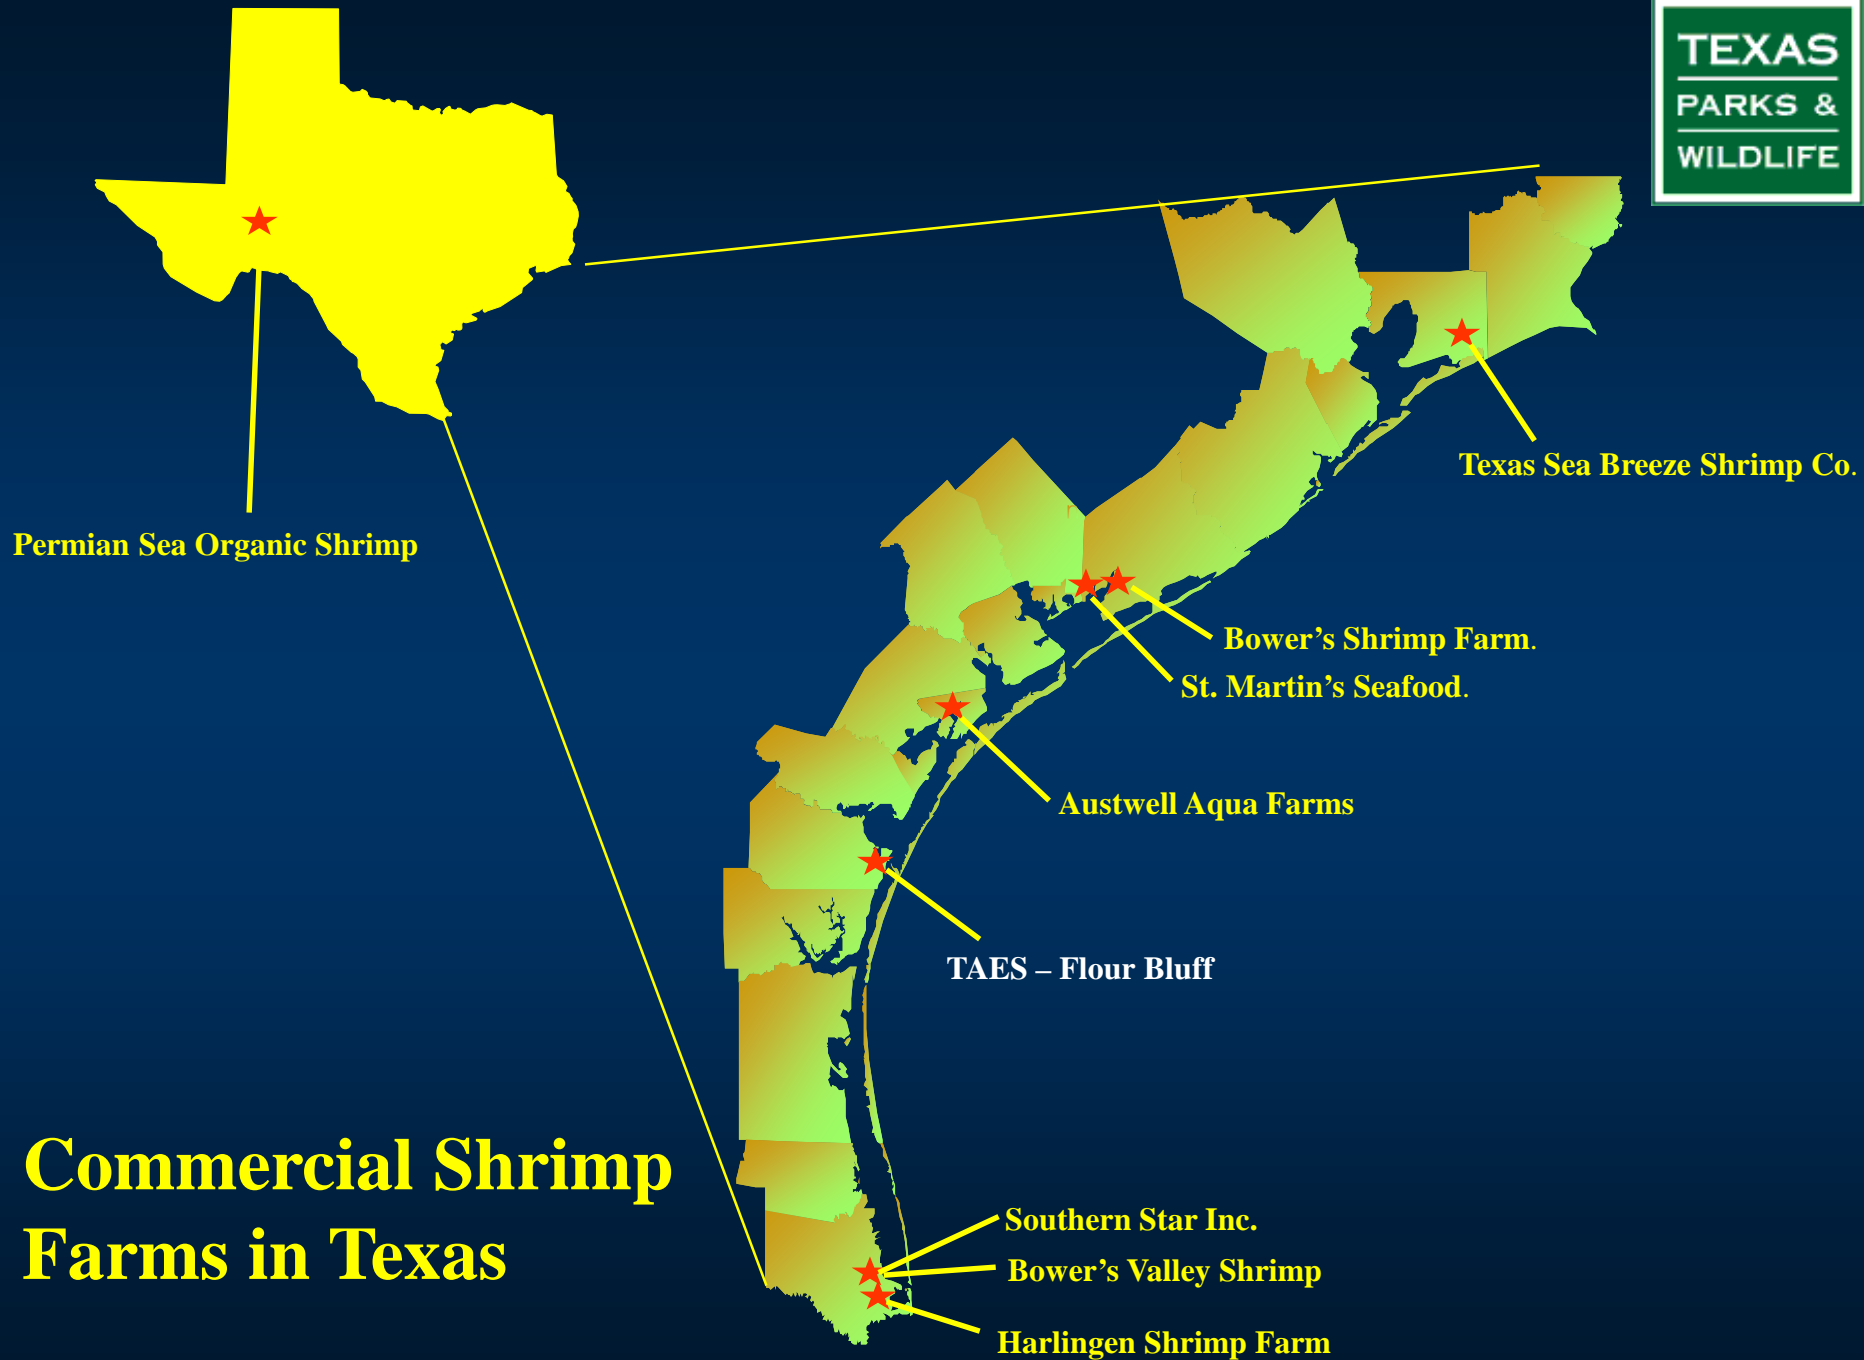 TEXAS
PARKS &
WILDLIFE
Texas Sea Breeze Shrimp Co.
Permian Sea Organic Shrimp
Bower’s Shrimp Farm.
St. Martin’s Seafood.
Austwell Aqua Farms
TAES – Flour Bluff
Commercial Shrimp
Farms in Texas
Southern Star Inc.
Bower’s Valley Shrimp
Harlingen Shrimp Farm